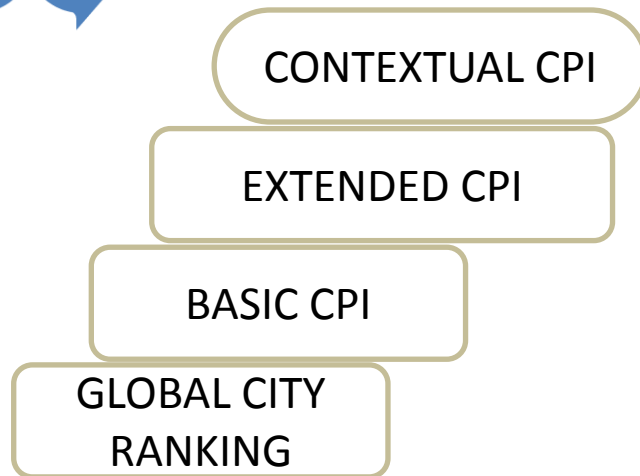 CONTEXTUAL CPI
EXTENDED CPI
BASIC CPI
GLOBAL CITY
RANKING